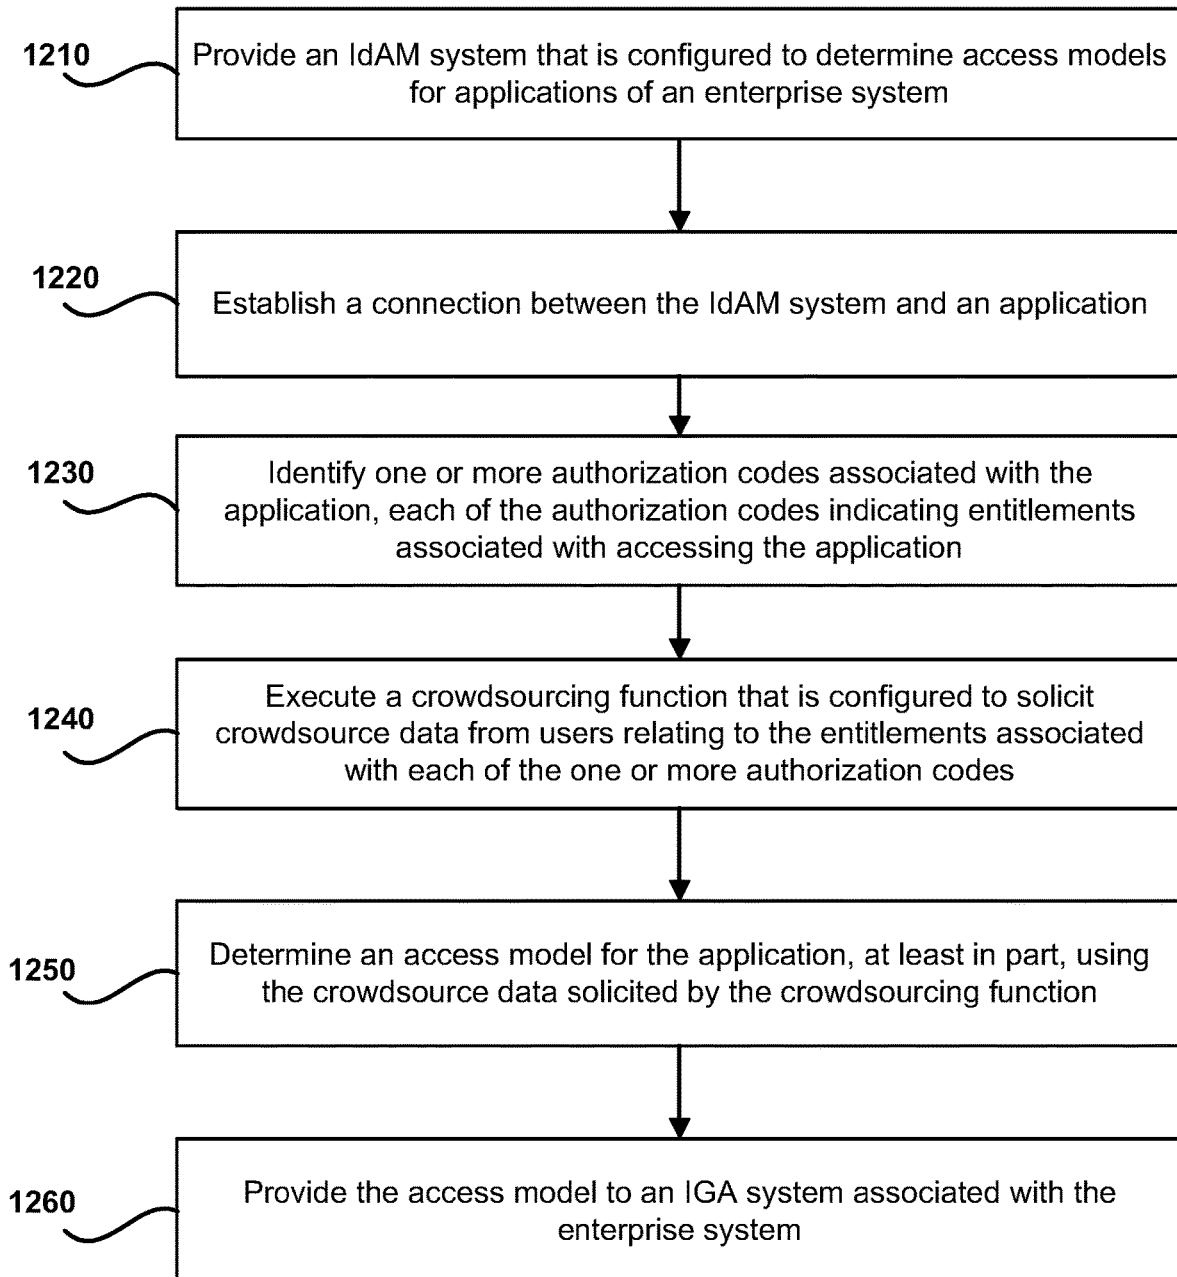 1210
Provide an IdAM system that is configured to determine access models
for applications of an enterprise system
1220
Establish a connection between the IdAM system and an application
1230
Identify one or more authorization codes associated with the
application, each of the authorization codes indicating entitlements
associated with accessing the application
1240
Execute a crowdsourcing function that is configured to solicit
crowdsource data from users relating to the entitlements associated
with each of the one or more authorization codes
1250
Determine an access model for the application, at least in part, using
the crowdsource data solicited by the crowdsourcing function
1260
Provide the access model to an IGA system associated with the
enterprise system